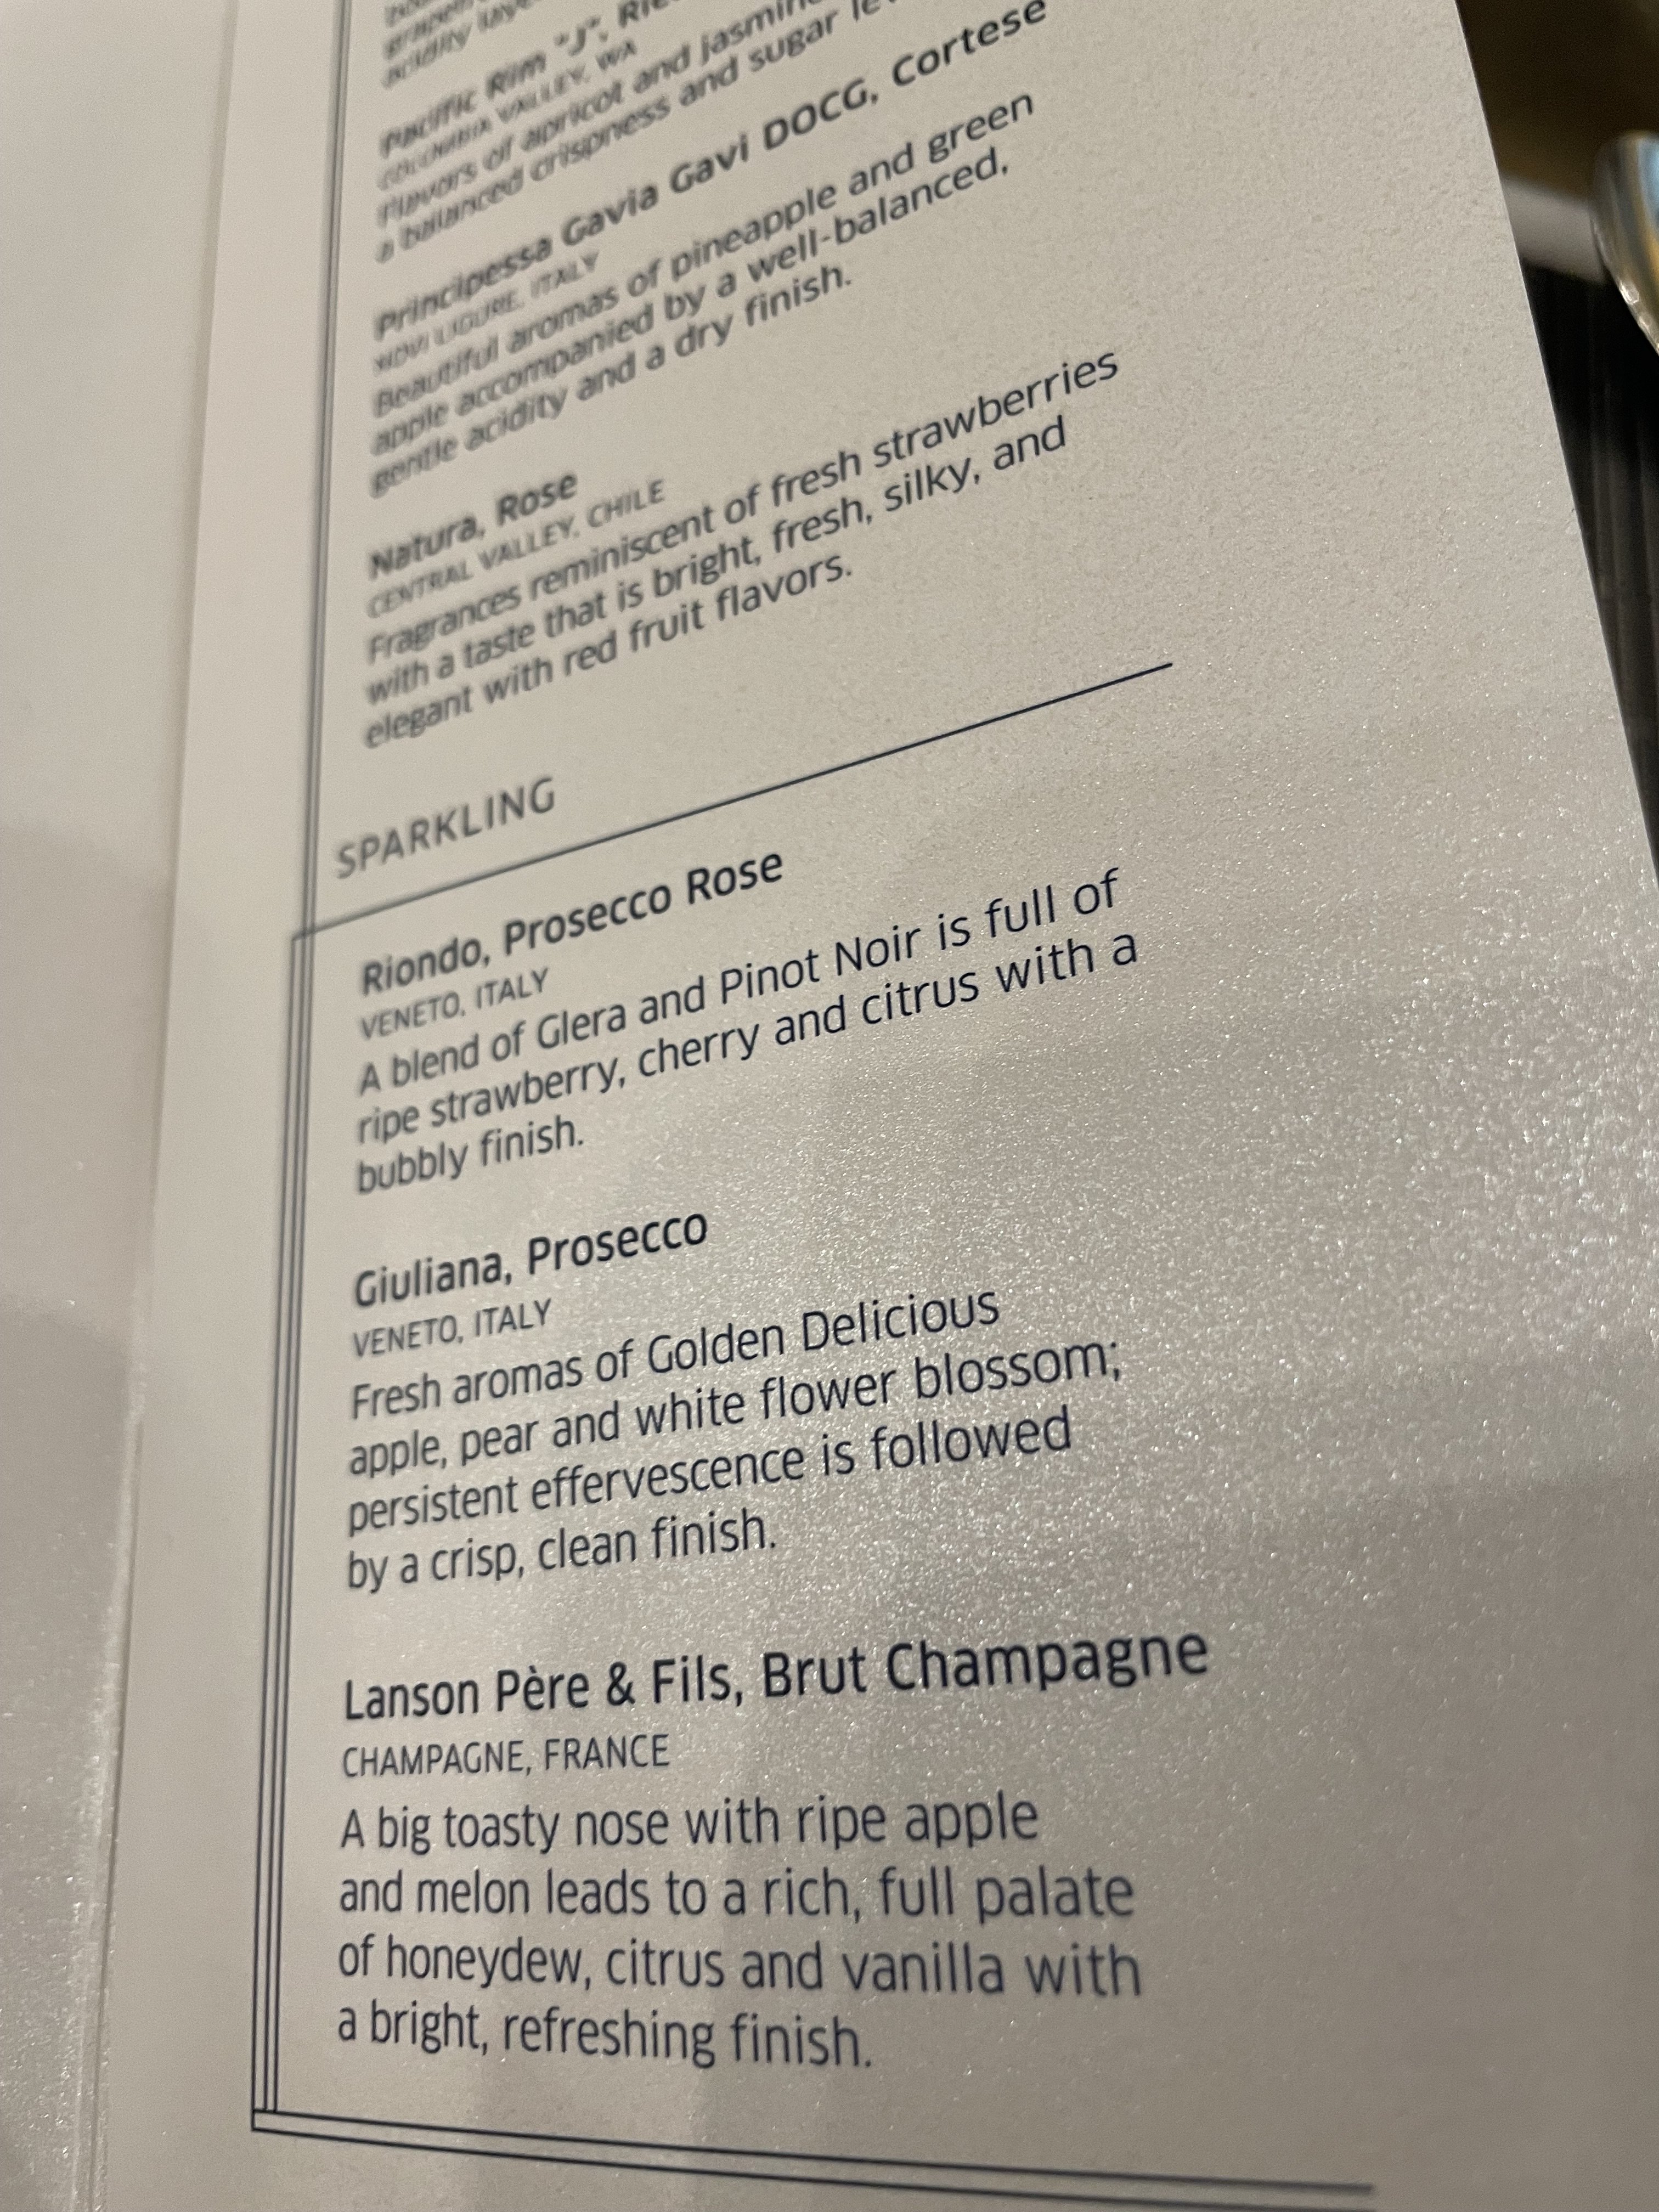 acidity laye
Pacific Rim "J", Rie
COLUMBIA VALLEY, WA
Flavors of apricot and jasmine
a balanced crispness and sugar le
Principessa Gavia Gavi DOCG, Cortese
NOVI LIGURE, ITALY
Beautiful aromas of pineapple and green
apple accompanied by a well-balanced,
gentle acidity and a dry finish.
Natura, Rose
CENTRAL VALLEY, CHILE
Fragrances reminiscent of fresh strawberries
with a taste that is bright, fresh, silky, and
elegant with red fruit flavors.
SPARKLING
Riondo, Prosecco Rose
VENETO, ITALY
A blend of Glera and Pinot Noir is full of
ripe strawberry, cherry and citrus with a
bubbly finish.
Giuliana, Prosecco
VENETO, ITALY
Fresh aromas of Golden Delicious
apple, pear and white flower blossom;
persistent effervescence is followed
by a crisp, clean finish.
Lanson Père & Fils, Brut Champagne
CHAMPAGNE, FRANCE
A big toasty nose with ripe apple
and melon leads to a rich, full palate
of honeydew, citrus and vanilla with
a bright, refreshing finish.